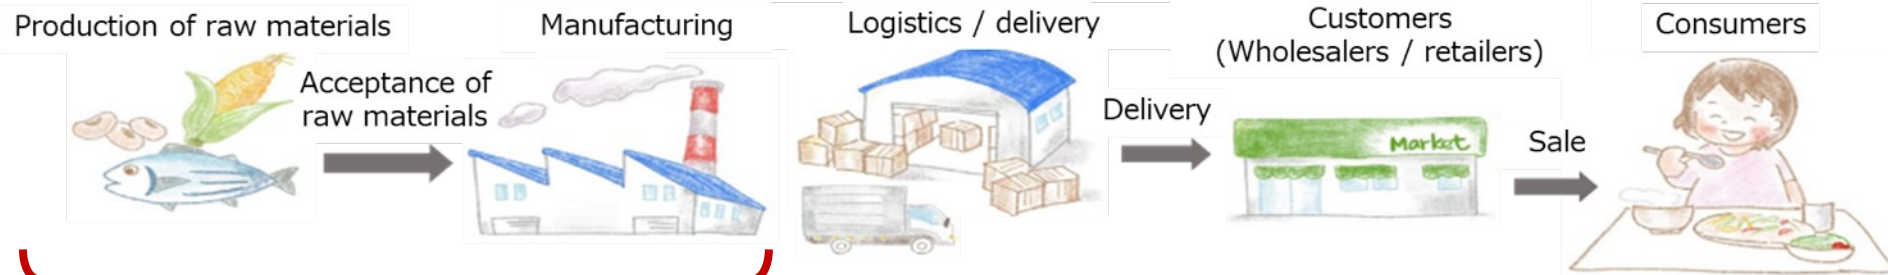 Production of raw materials
Acceptance of
raw materials
Manufacturing
Logistics / delivery
Delivery
Customers
(Wholesalers / retailers)
Market
Sale
Consumers